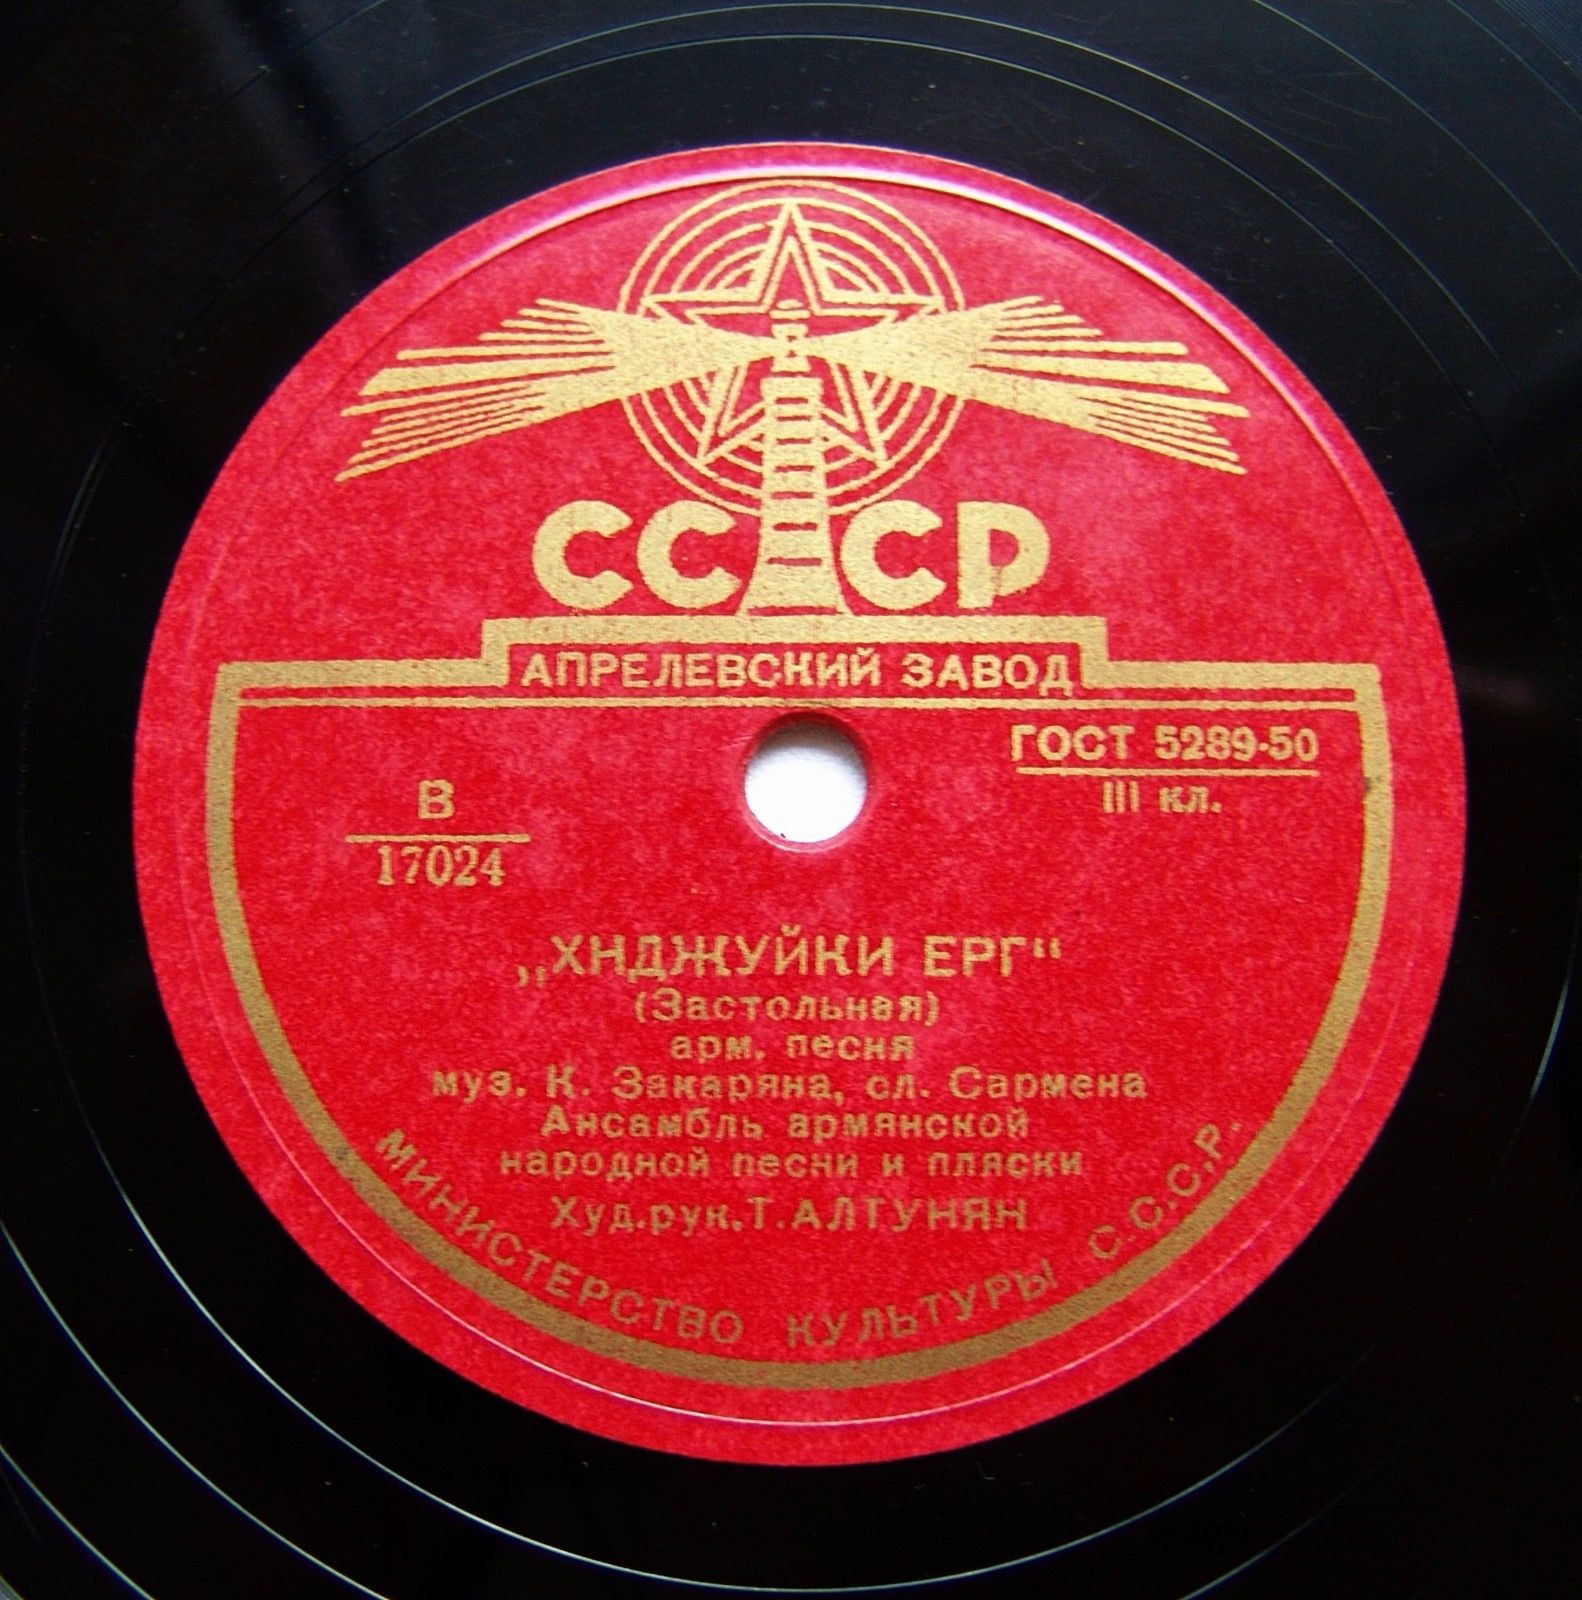 СССР
АПРЕЛЕВСКИЙ ЗАВОД
ГОСТ 5289-50
III кл.
В
17024
„ХНДЖУЙКИ ЕРГ“
(Застольная)
арм. песня
муз. К. Закаряна, сл. Сармена
Ансамбль армянской
народной песни и пляски
Худ.рук.Т.АЛТУНЯН
МИНИСТЕРСТВО КУЛЬТУРЫ С.С.С.Р.